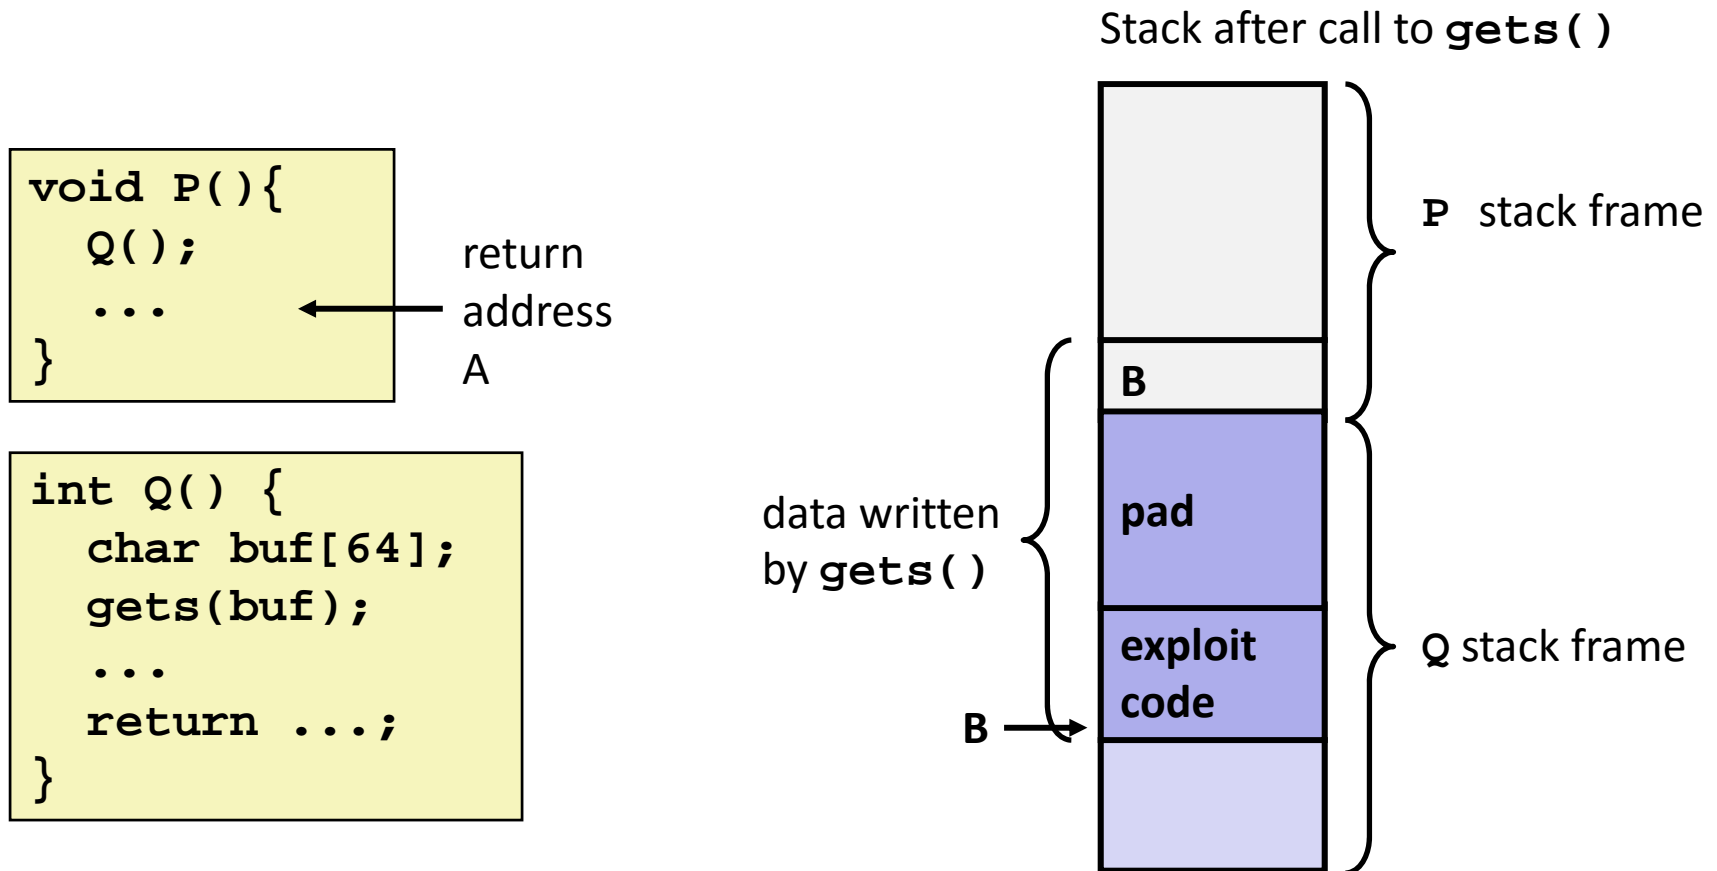 Stack after call to gets()
void P(){
  Q();
  ...
}
return
address
A
int Q() {
  char buf[64];
  gets(buf);
  ...
  return ...;
}
P stack frame
B
data written
by gets()
pad
exploit
code
B
Q stack frame